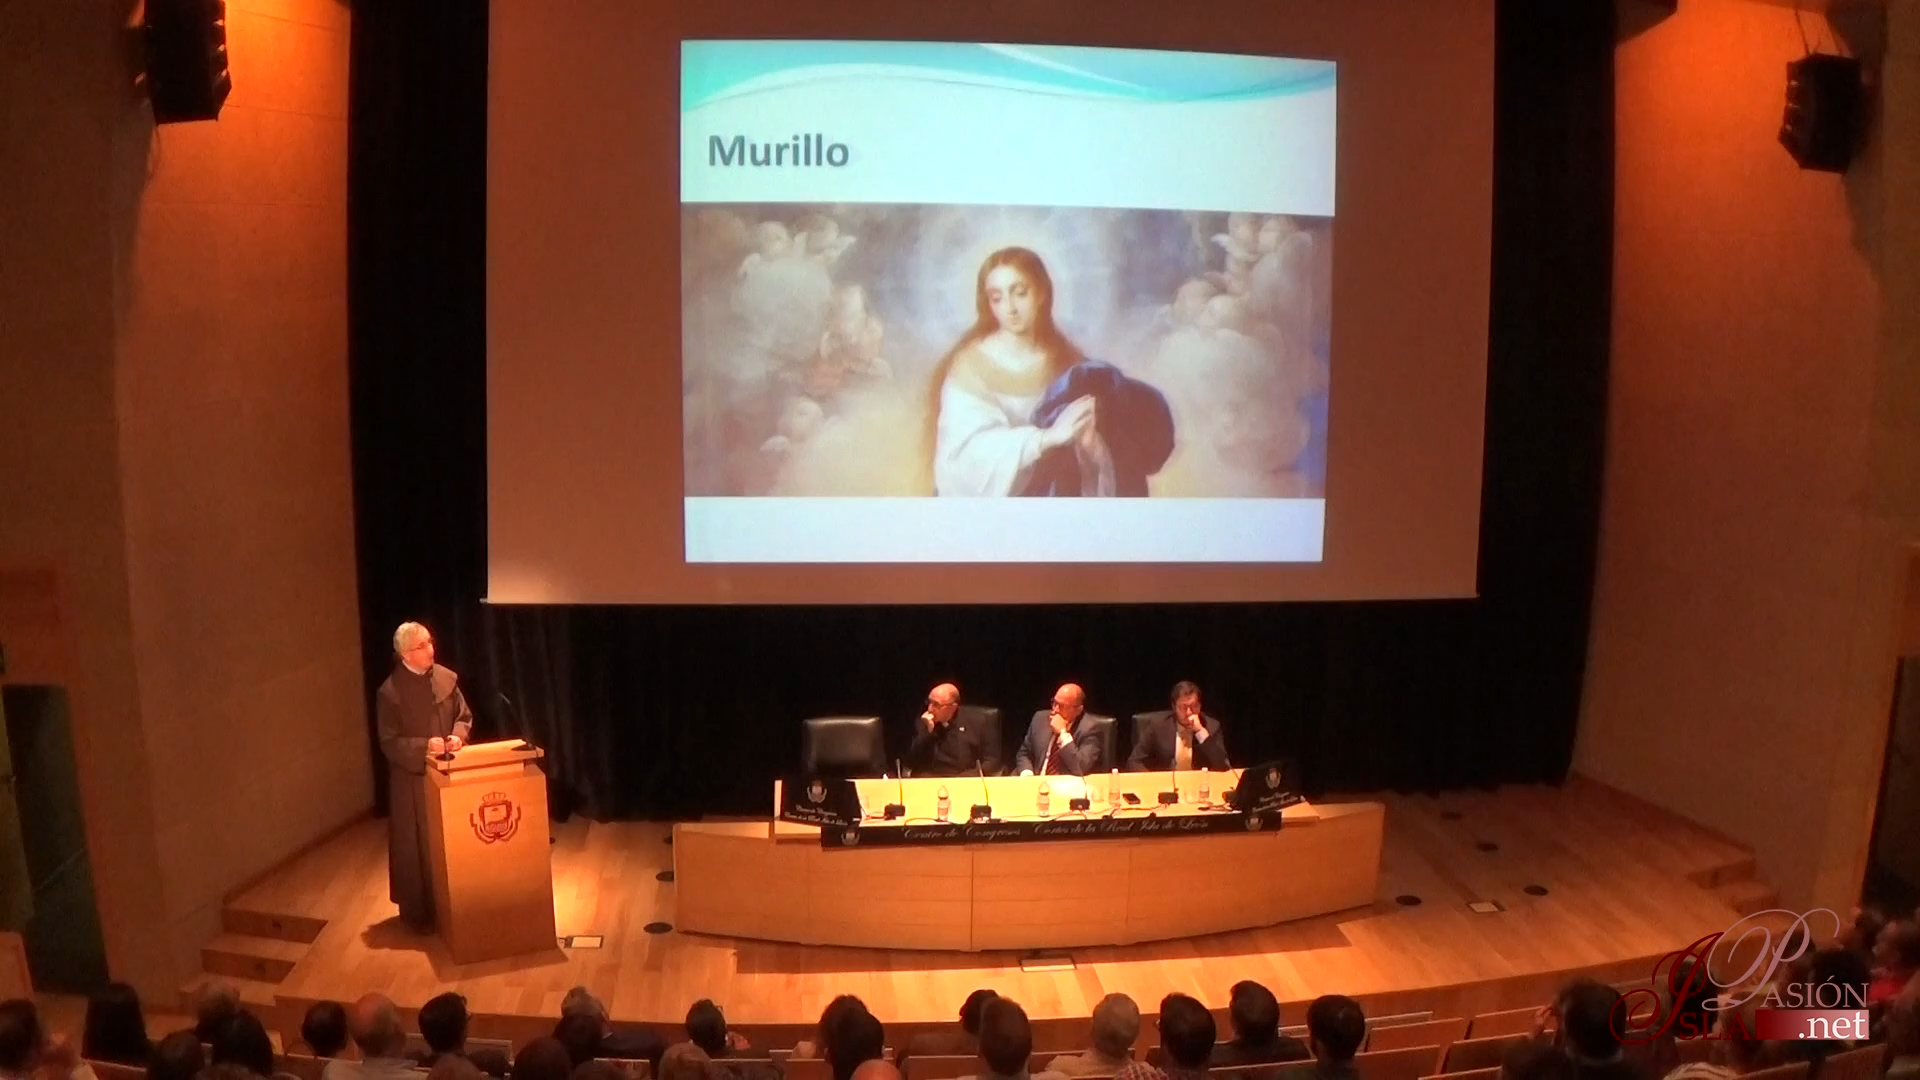 Murillo
Centro de Congresos Cortes de la Real Isla de León
PASIÓN
ISLA .net